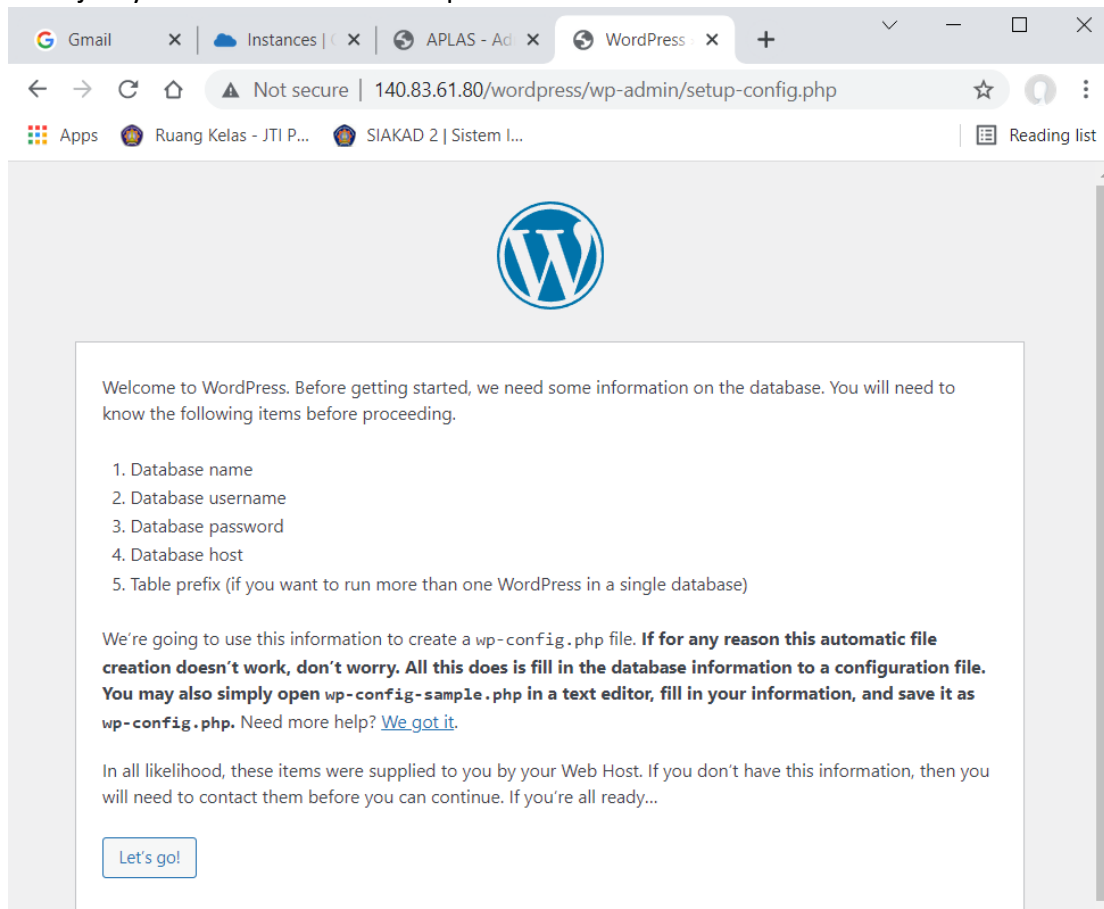 Gmail
Instances |
APLAS - Ad
WordPress
Not secure | 140.83.61.80/wordpress/wp-admin/setup-config.php
Apps
Ruang Kelas - JTI P...
SIAKAD 2 | Sistem I...
Reading list
Welcome to WordPress. Before getting started, we need some information on the database. You will need to
know the following items before proceeding.
1. Database name
2. Database username
3. Database password
4. Database host
5. Table prefix (if you want to run more than one WordPress in a single database)
We're going to use this information to create a wp-config.php file. If for any reason this automatic file
creation doesn't work, don't worry. All this does is fill in the database information to a configuration file.
You may also simply open wp-config-sample.php in a text editor, fill in your information, and save it as
wp-config.php. Need more help? We got it.
In all likelihood, these items were supplied to you by your Web Host. If you don't have this information, then you
will need to contact them before you can continue. If you're all ready...
Let's go!